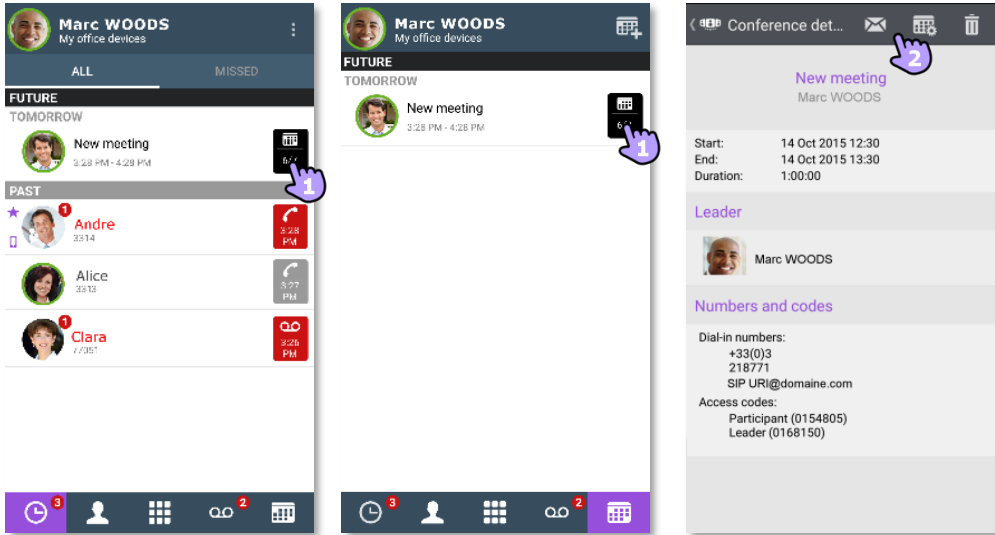 Marc WOODS
My office devices
ALL
MISSED
FUTURE
TOMORROW
New meeting
3:28 PM - 4:28 PM
1
PAST
1
Andre
3314
3:28
PM
Alice
3313
3:27
PM
1
Clara
77351
3:26
PM
3
2
Marc WOODS
My office devices
FUTURE
TOMORROW
New meeting
3:28 PM - 4:28 PM
1
3
2
Conference det...
2
New meeting
Marc WOODS
Start: 14 Oct 2015 12:30
End: 14 Oct 2015 13:30
Duration: 1:00:00
Leader
Marc WOODS
Numbers and codes
Dial-in numbers:
+33(0)3
218771
SIP URI@domaine.com
Access codes:
Participant (0154805)
Leader (0168150)